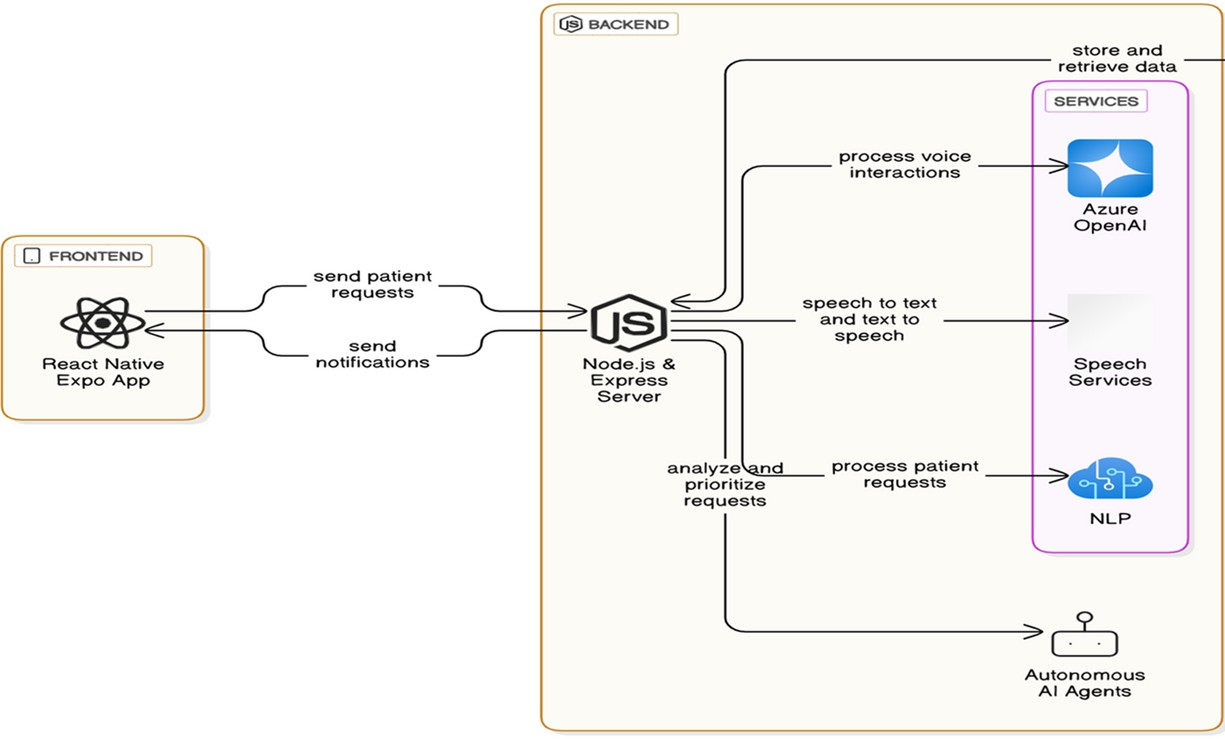 JS BACKEND
store and
retrieve data
SERVICES
process voice
interactions
Azure
OpenAI
FRONTEND
send patient
requests
React Native
Expo App
send
notifications
JS
Node.js &
Express
Server
speech to text
and text to
speech
Speech
Services
analyze and
prioritize
requests
process patient
requests
NLP
Autonomous
AI Agents